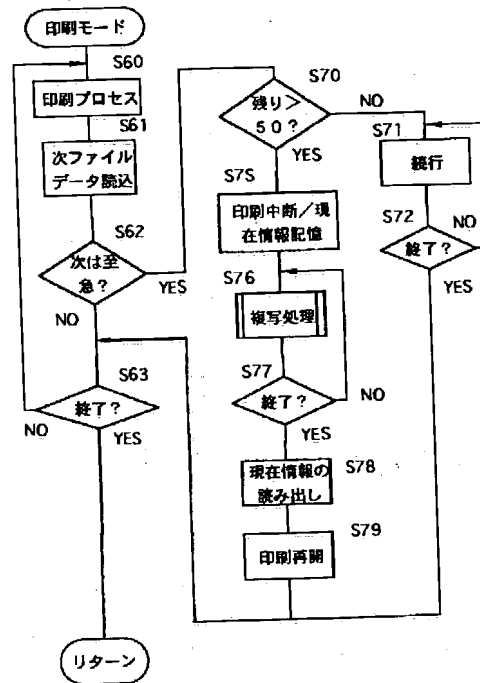 印刷モード
S60
印刷プロセス
S61
次ファイル
データ読込
S62
次は至
急？
YES
NO
S63
終了？
NO
YES
リターン
S70
残り＞
50？
NO
YES
S7S
印刷中断／現
在情報記憶
S76
複写処理
S77
終了？
NO
YES
現在情報の
読み出し
S78
S79
印刷再開
S71
続行
S72
終了？
NO
YES